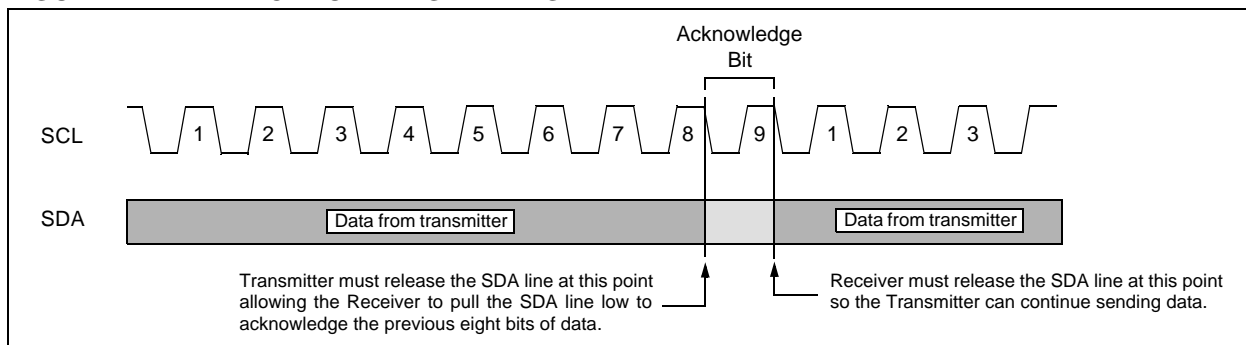 Acknowledge
Bit
SCL
1 2 3 4 5 6 7 8 9 1 2 3
SDA
Data from transmitter
Data from transmitter
Transmitter must release the SDA line at this point
allowing the Receiver to pull the SDA line low to
acknowledge the previous eight bits of data.
Receiver must release the SDA line at this point
so the Transmitter can continue sending data.